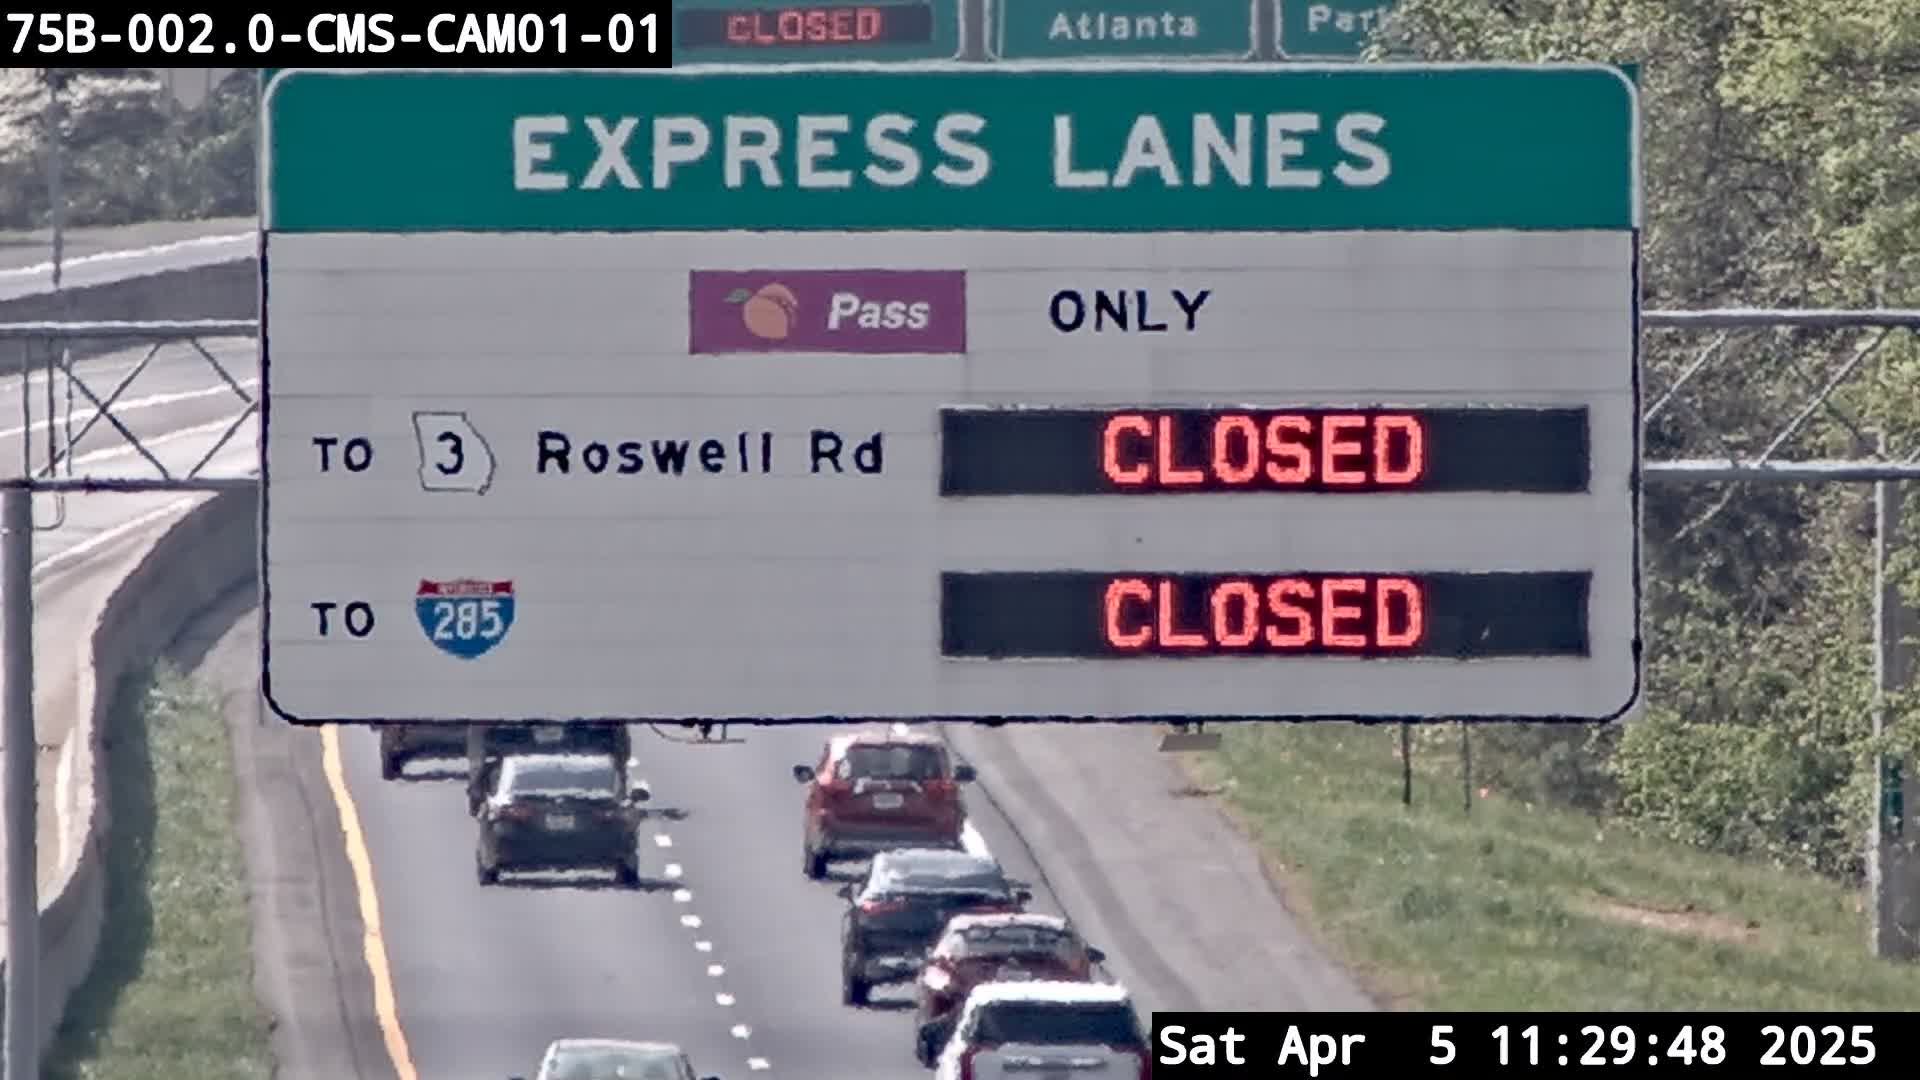 75B-002.0-CMS-CAM01-01
CLOSED
Atlanta
EXPRESS LANES
Pass ONLY
TO 3 Roswell Rd CLOSED
TO 285 CLOSED
Sat Apr 5 11:29:48 2025